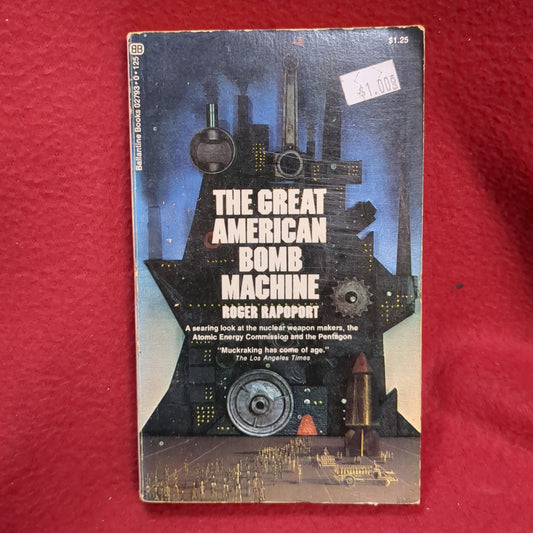 BB
Ballantine Books 02793·0·125
$1.25
$1.00
THE GREAT
AMERICAN
BOMB
MACHINE
ROGER RAPOPORT
A searing look at the nuclear weapon makers, the
Atomic Energy Commission and the Pentagon
"Muckraking has come of age."
The Los Angeles Times